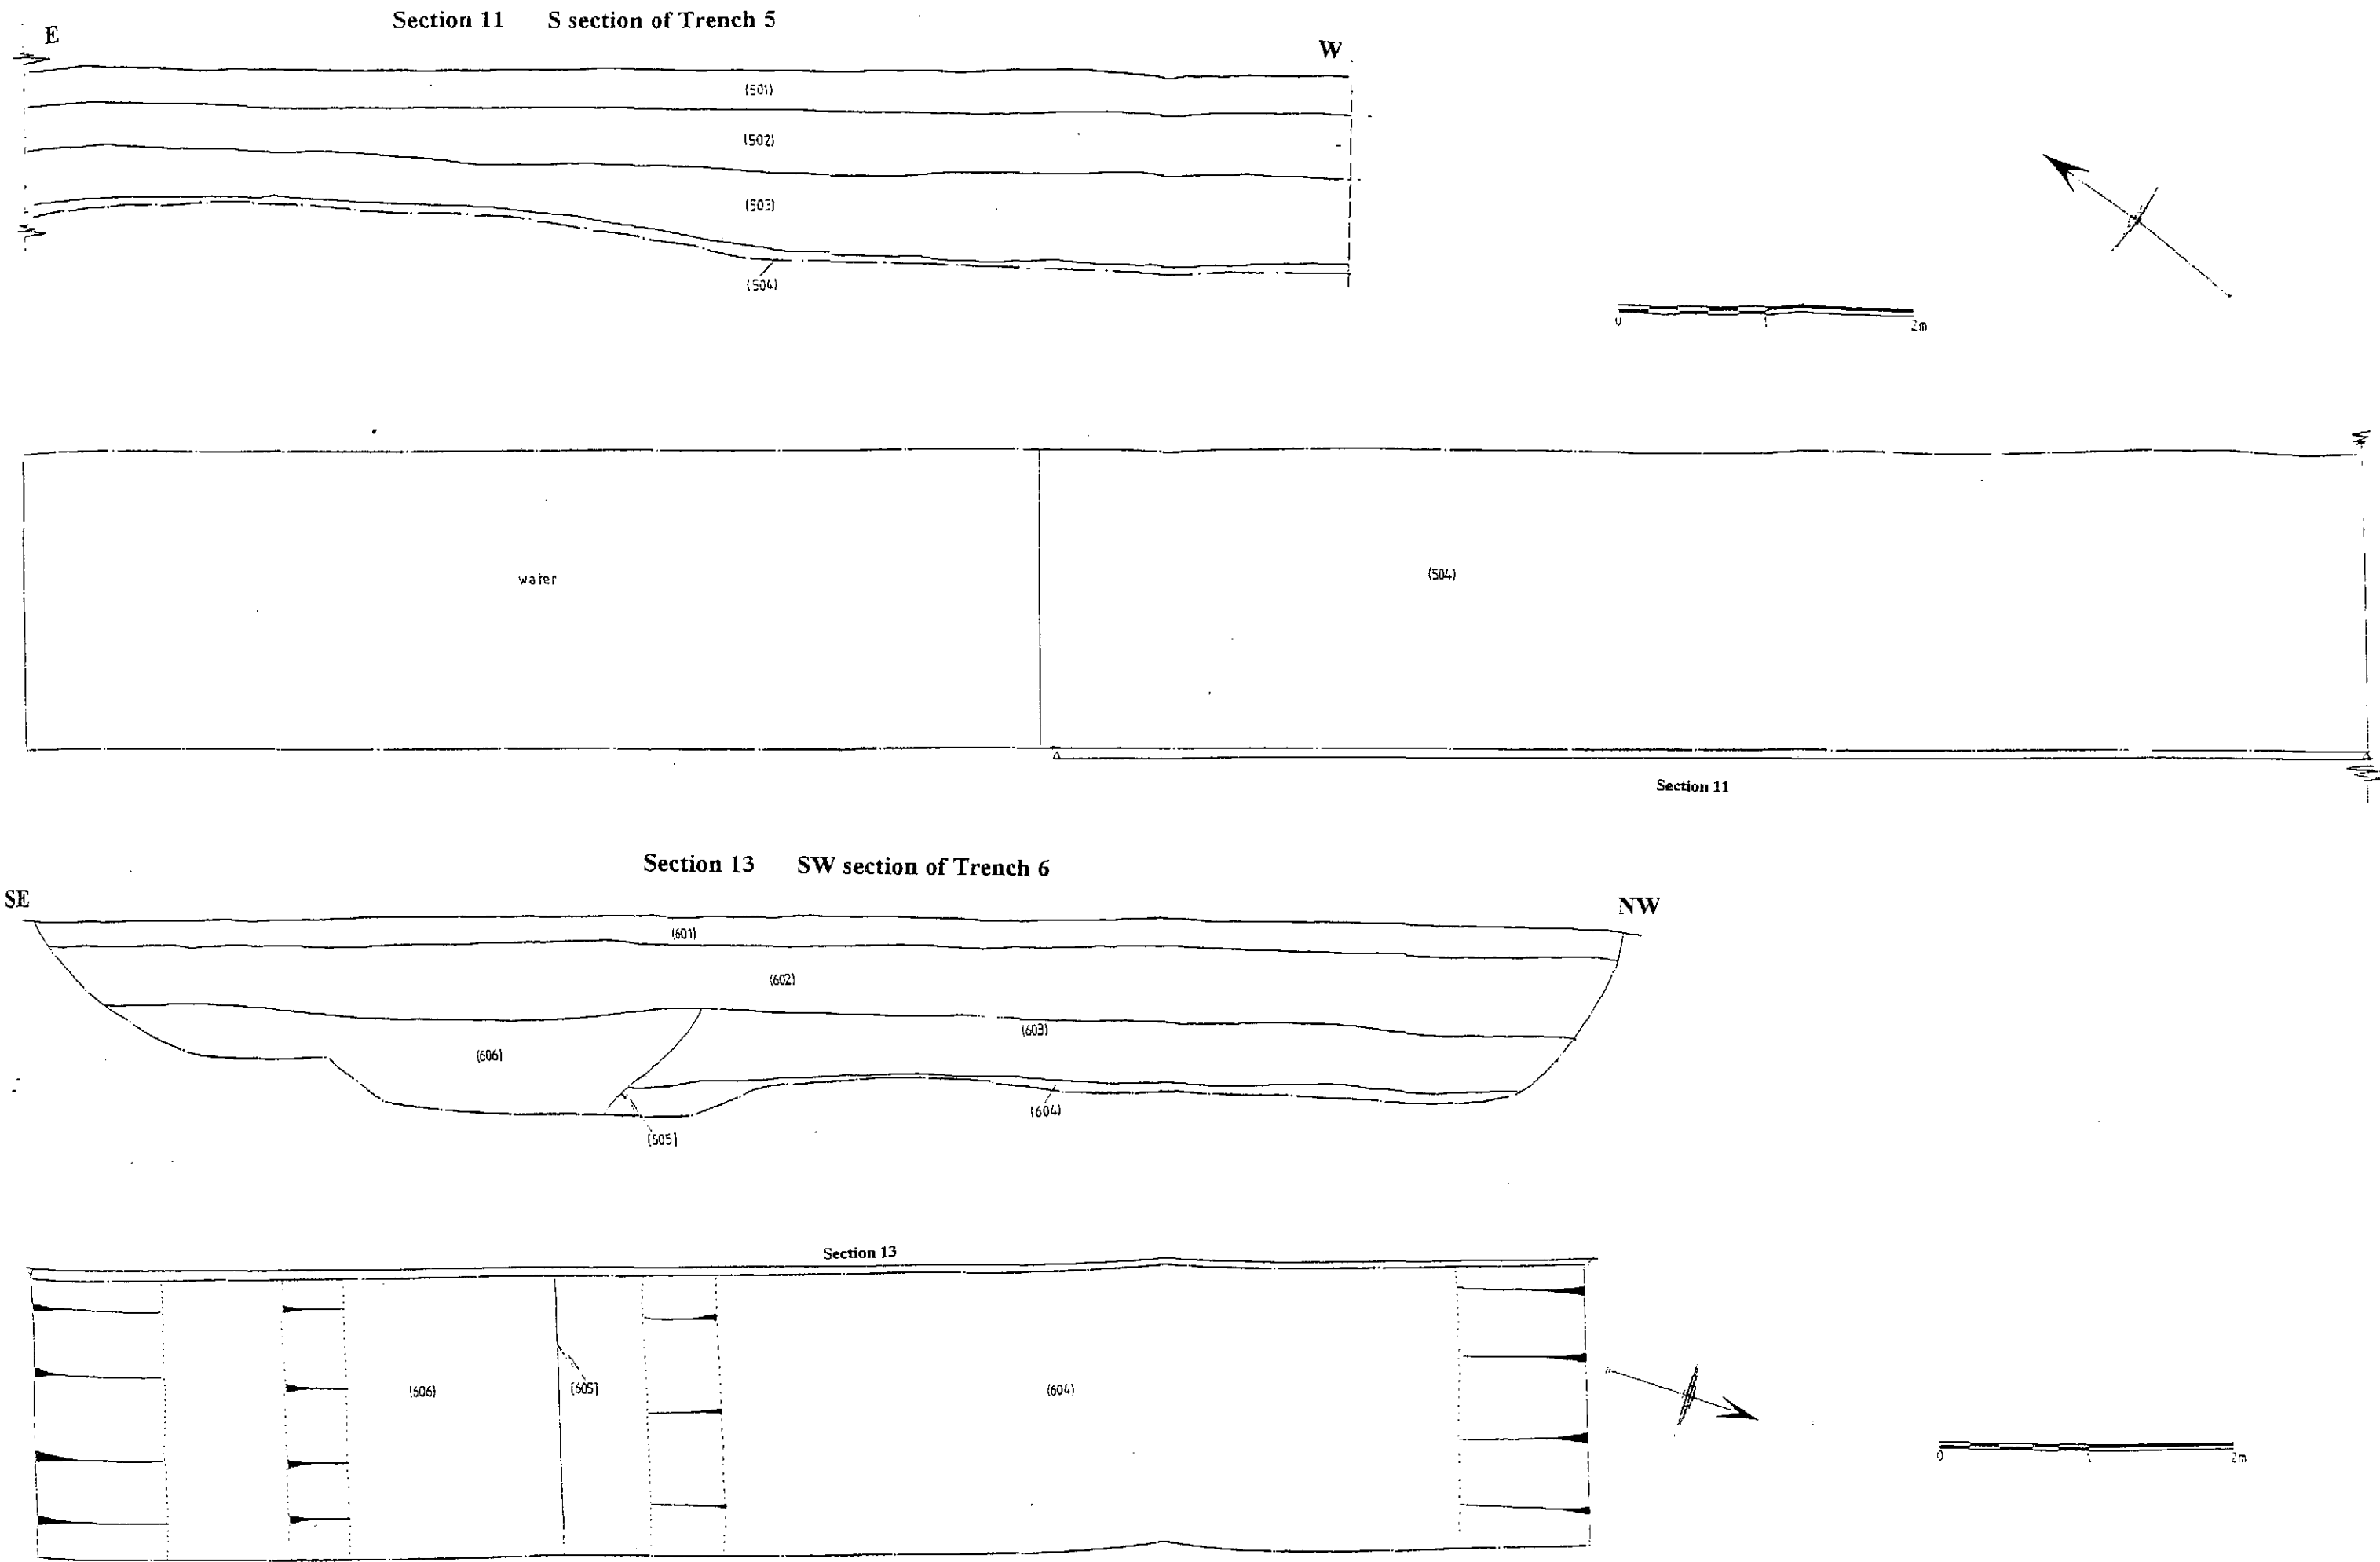 Section 11 S section of Trench 5
E
W
(501)
(502)
(503)
(504)
0 1 2m
water
(504)
Section 11
Section 13 SW section of Trench 6
SE
NW
(601)
(602)
(603)
(606)
(604)
[605]
Section 13
(606)
[605]
(604)
0 1 2m